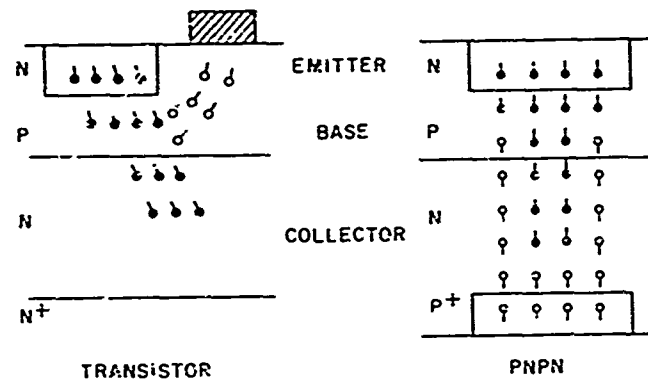 N EMITTER N
P BASE P
N COLLECTOR N
N+ P+
TRANSISTOR PNPN